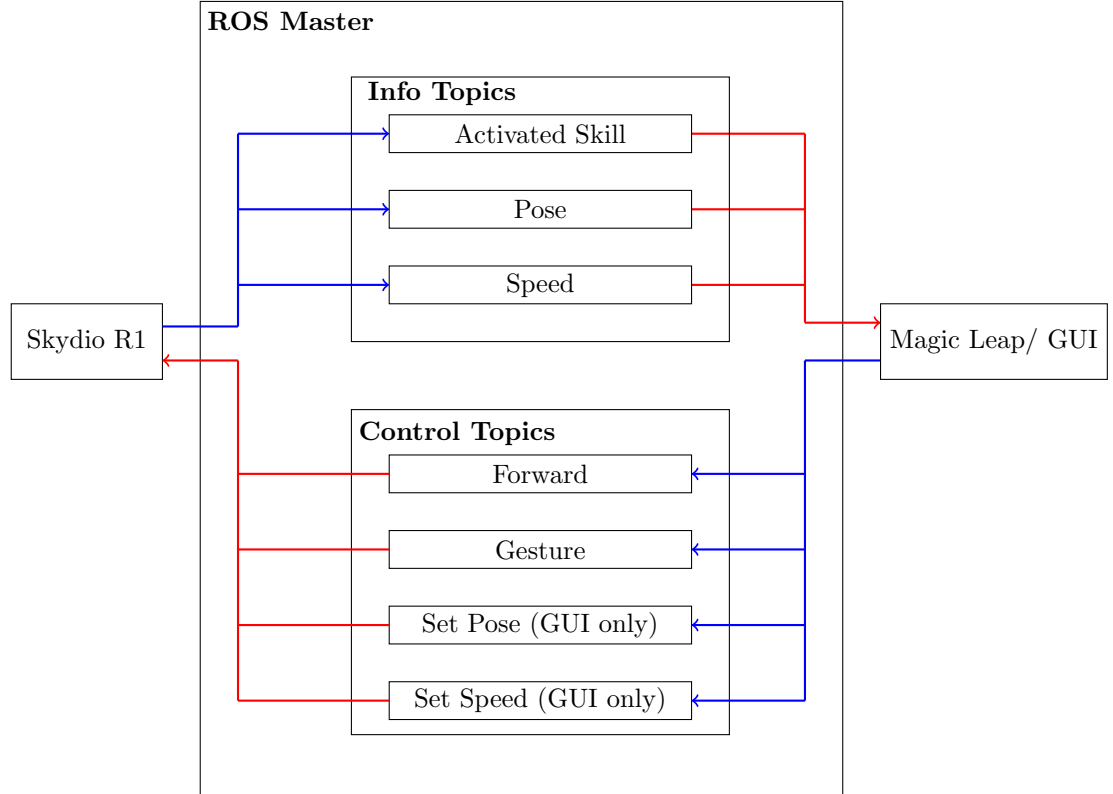 ROS Master
Info Topics
Activated Skill
Pose
Speed
Skydio R1
Magic Leap/ GUI
Control Topics
Forward
Gesture
Set Pose (GUI only)
Set Speed (GUI only)